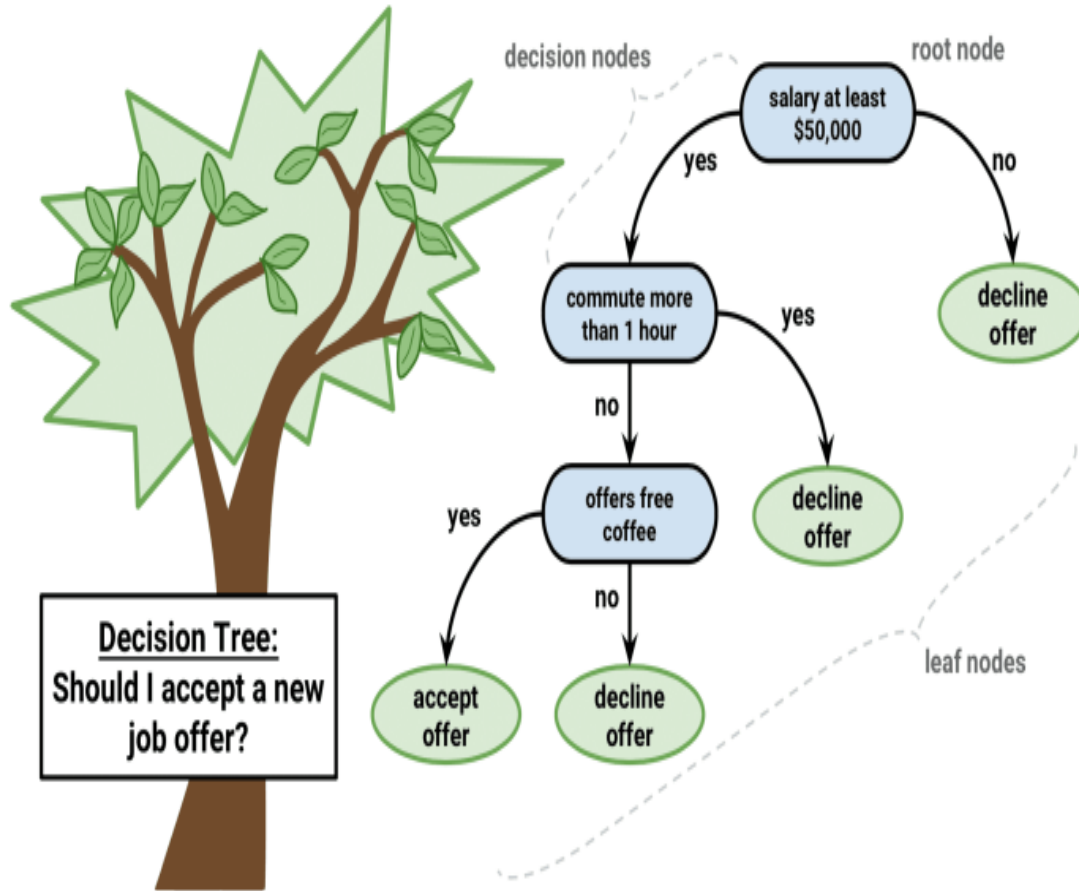 decision nodes
root node
salary at least
$50,000
yes
no
commute more
than 1 hour
yes
decline
offer
no
offers free
coffee
decline
offer
yes
no
Decision Tree:
Should I accept a new
job offer?
accept
offer
decline
offer
leaf nodes